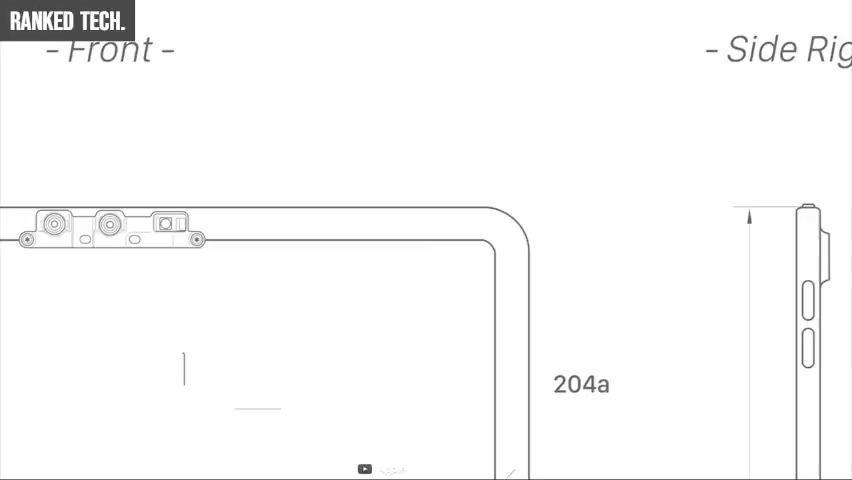 RANKED TECH.
- Front -
- Side Rig
204a